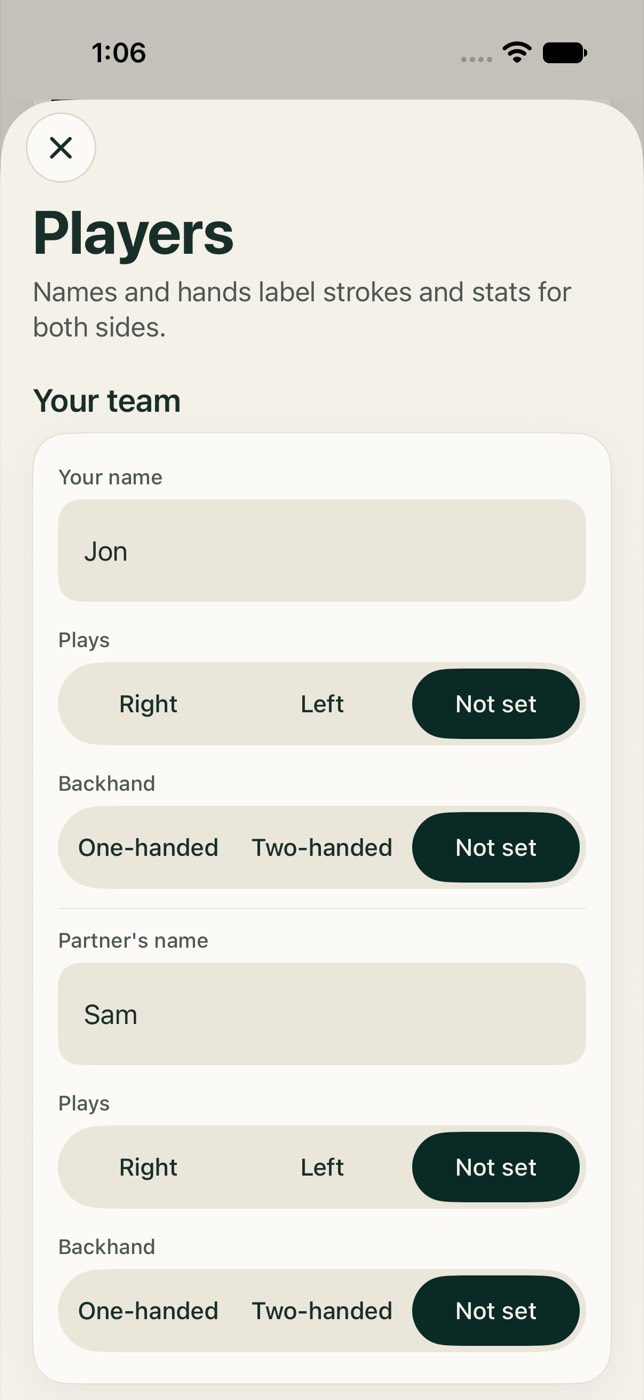 1:06
Players
Names and hands label strokes and stats for
both sides.
Your team
Your name
Jon
Plays
Right Left Not set
Backhand
One-handed Two-handed Not set
Partner's name
Sam
Plays
Right Left Not set
Backhand
One-handed Two-handed Not set